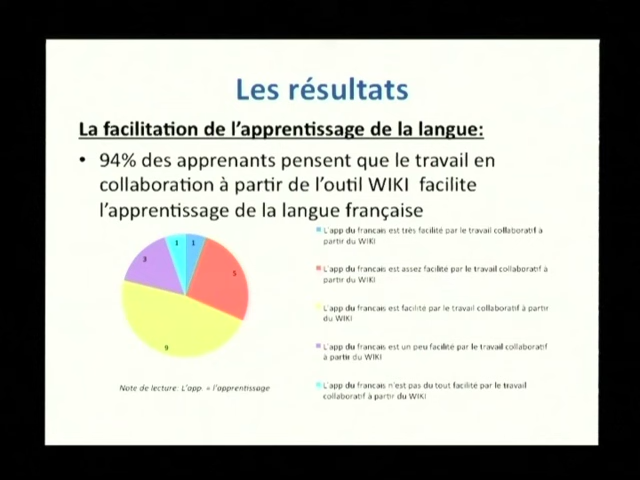 Les résultats
La facilitation de l'apprentissage de la langue:
• 94% des apprenants pensent que le travail en
collaboration à partir de l'outil WIKI facilite
l'apprentissage de la langue française
1
1
5
3
9
L'app du francais est très facilité par le travail collaboratif à
partir du WIKI
L'app du francais est assez facilité par le travail collaboratif à
partir du WIKI
L'app du francais est facilité par le travail collaboratif à partir
du WIKI
L'app du francais est un peu facilité par le travail collaboratif
à partir du WIKI
L'app du francais n'est pas du tout facilité par le travail
collaboratif à partir du WIKI
Note de lecture: L'app. = l'apprentissage